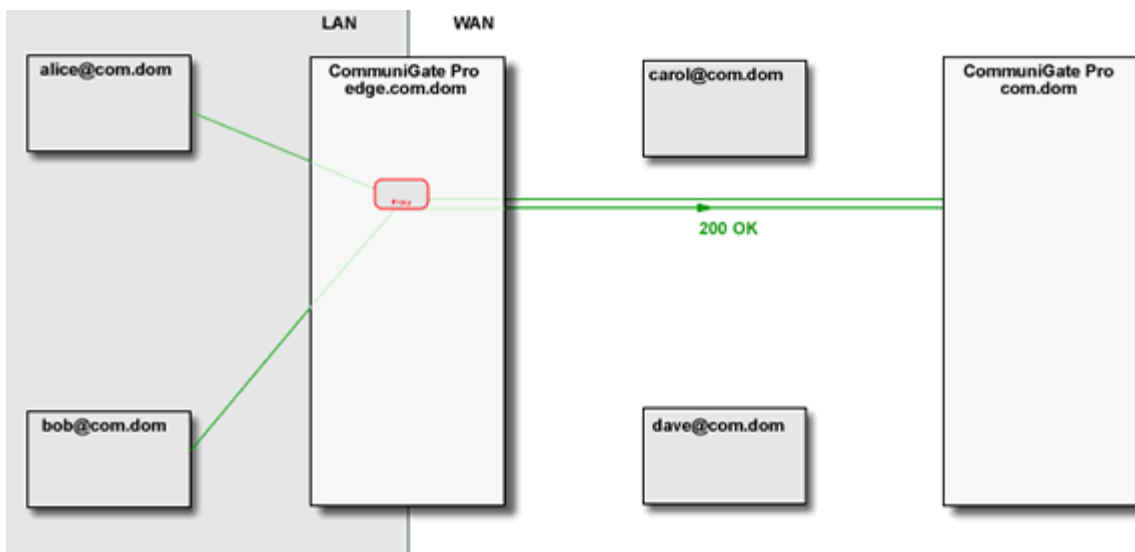 LAN
WAN
alice@com.dom
CommuniGate Pro
edge.com.dom
carol@com.dom
CommuniGate Pro
com.dom
Proxy
200 OK
bob@com.dom
dave@com.dom